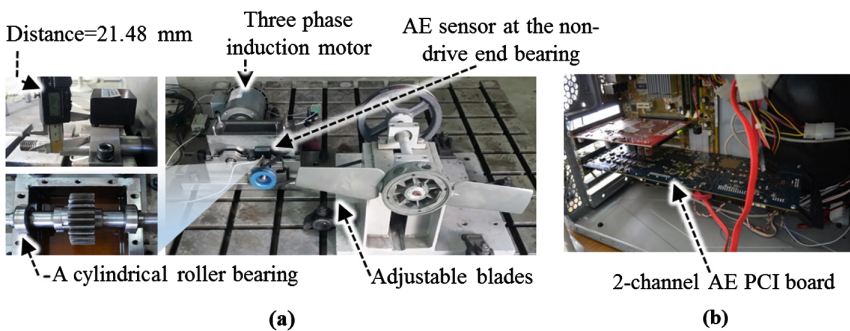 Distance=21.48 mm
Three phase
induction motor
AE sensor at the non-
drive end bearing
A cylindrical roller bearing
Adjustable blades
2-channel AE PCI board
(a)
(b)